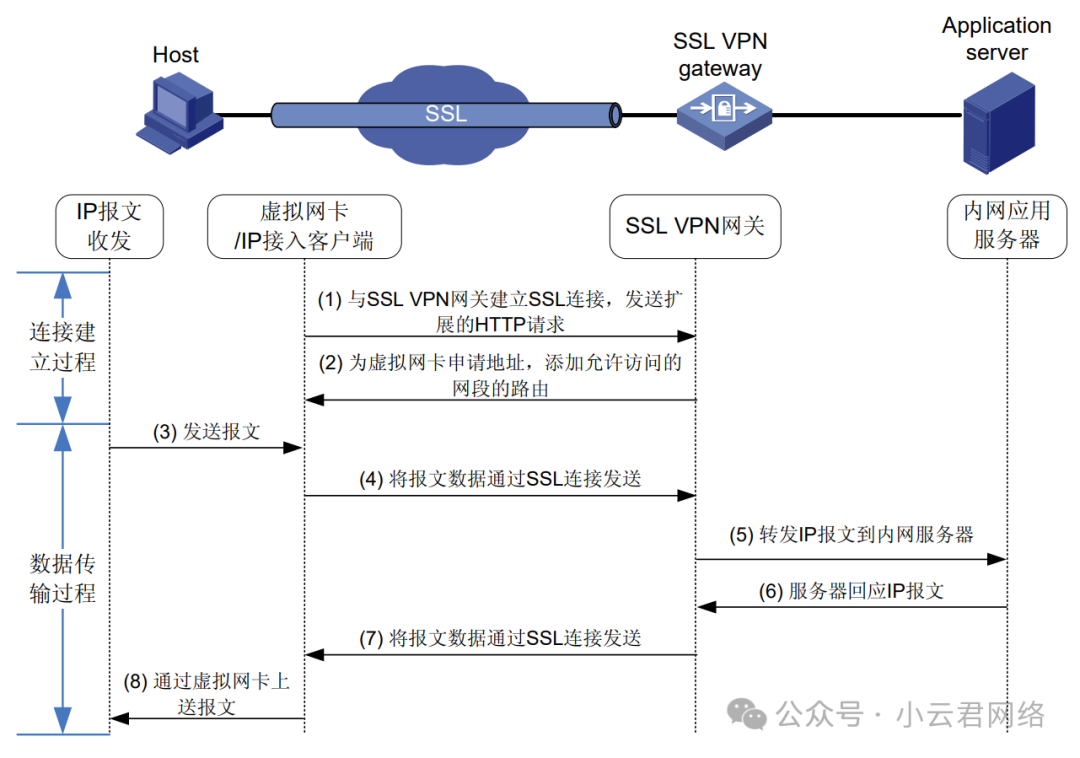 Host
SSL VPN
gateway
Application
server
SSL
IP报文
收发
虚拟网卡
/IP接入客户端
SSL VPN网关
内网应用
服务器
连接建
立过程
(1) 与SSL VPN网关建立SSL连接，发送扩
展的HTTP请求
(2) 为虚拟网卡申请地址，添加允许访问的
网段的路由
数据传
输过程
(3) 发送报文
(4) 将报文数据通过SSL连接发送
(5) 转发IP报文到内网服务器
(6) 服务器回应IP报文
(7) 将报文数据通过SSL连接发送
(8) 通过虚拟网卡上
送报文
公众号 · 小云君网络